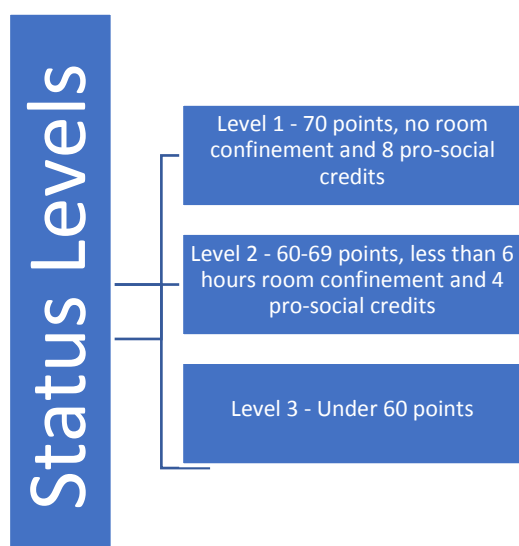 Status Levels
Level 1 - 70 points, no room
confinement and 8 pro-social
credits
Level 2 - 60-69 points, less than 6
hours room confinement and 4
pro-social credits
Level 3 - Under 60 points